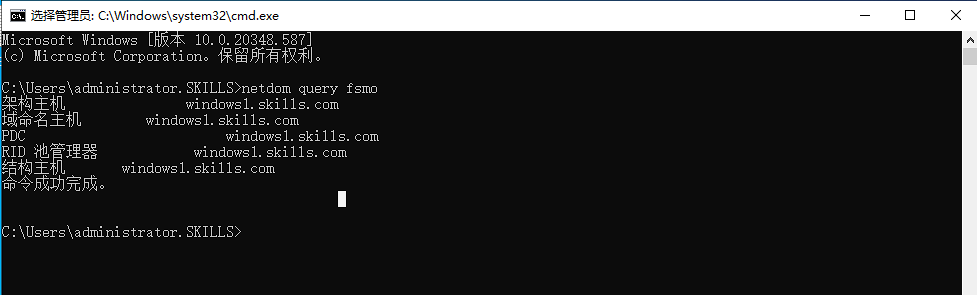 选择管理员: C:\Windows\system32\cmd.exe
Microsoft Windows [版本 10.0.20348.587]
(c) Microsoft Corporation。保留所有权利。
C:\Users\administrator.SKILLS>netdom query fsmo
架构主机 windows1.skills.com
域命名主机 windows1.skills.com
PDC windows1.skills.com
RID 池管理器 windows1.skills.com
结构主机 windows1.skills.com
命令成功完成。
C:\Users\administrator.SKILLS>